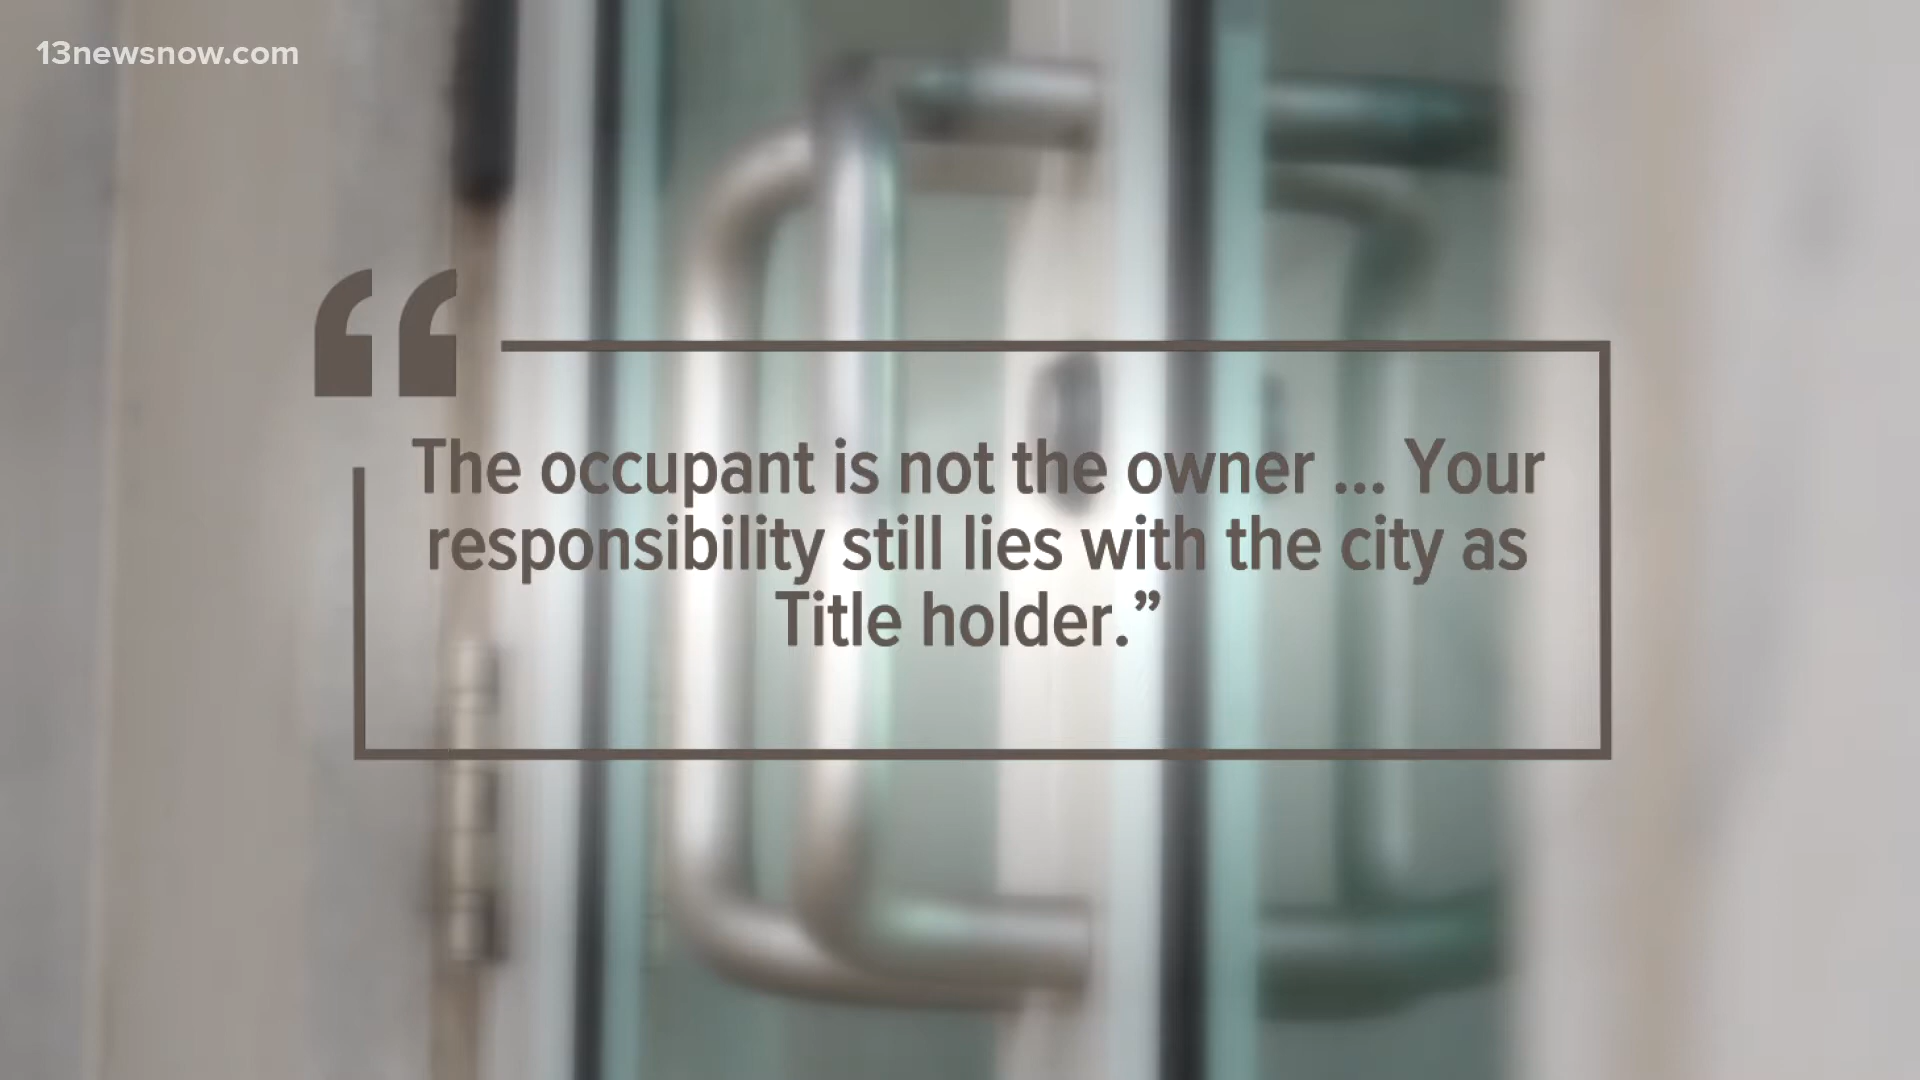 13newsnow.com
“
The occupant is not the owner ... Your
responsibility still lies with the city as
Title holder.”